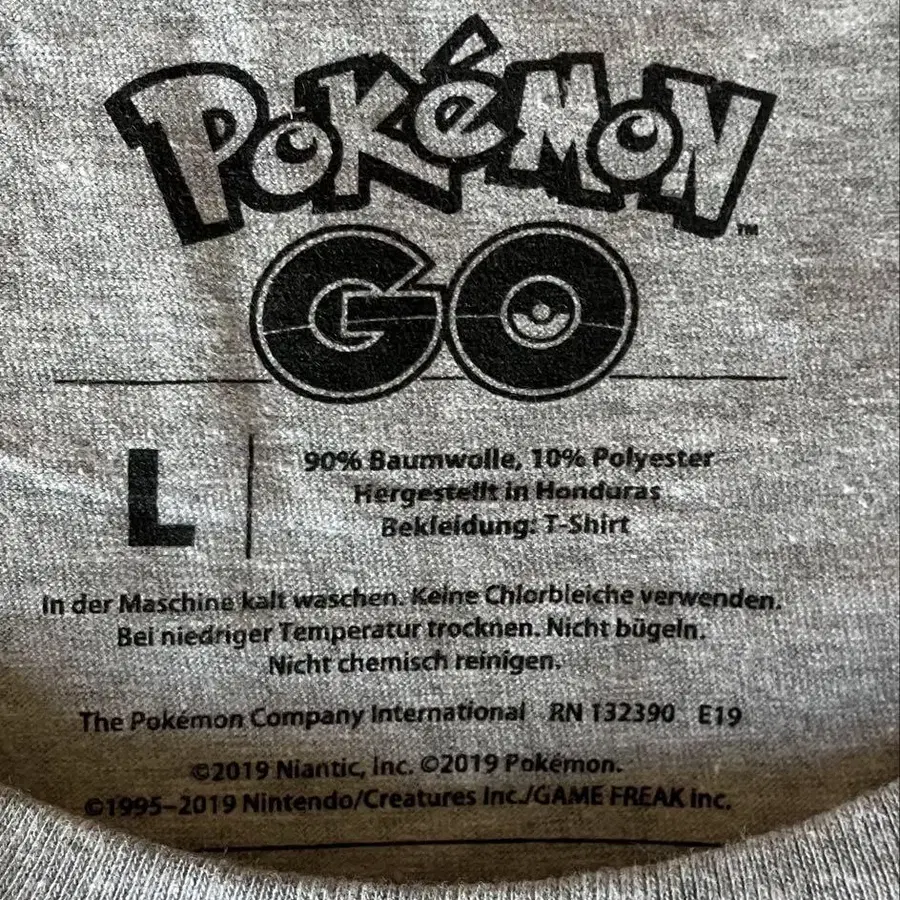 POKéMON
™
GO
L
90% Baumwolle, 10% Polyester
Hergestellt in Honduras
Bekleidung: T-Shirt
In der Maschine kalt waschen. Keine Chlorbleiche verwenden.
Bei niedriger Temperatur trocknen. Nicht bügeln.
Nicht chemisch reinigen.
The Pokémon Company International RN 132390 E19
©2019 Niantic, Inc. ©2019 Pokémon.
©1995–2019 Nintendo/Creatures Inc./GAME FREAK Inc.